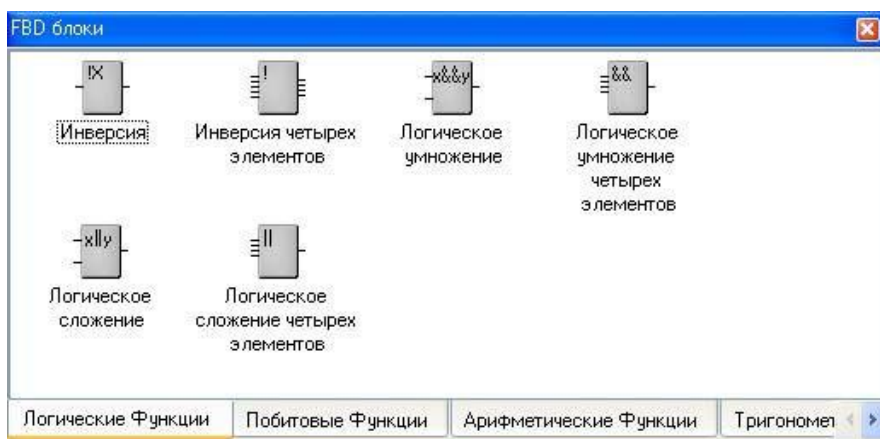 FBD блоки
!X
!
x&&y
&&
Инверсия
Инверсия четырех
элементов
Логическое
умножение
Логическое
умножение
четырех
элементов
x||y
||
Логическое
сложение
Логическое
сложение четырех
элементов
Логические Функции
Побитовые Функции
Арифметические Функции
Тригономет